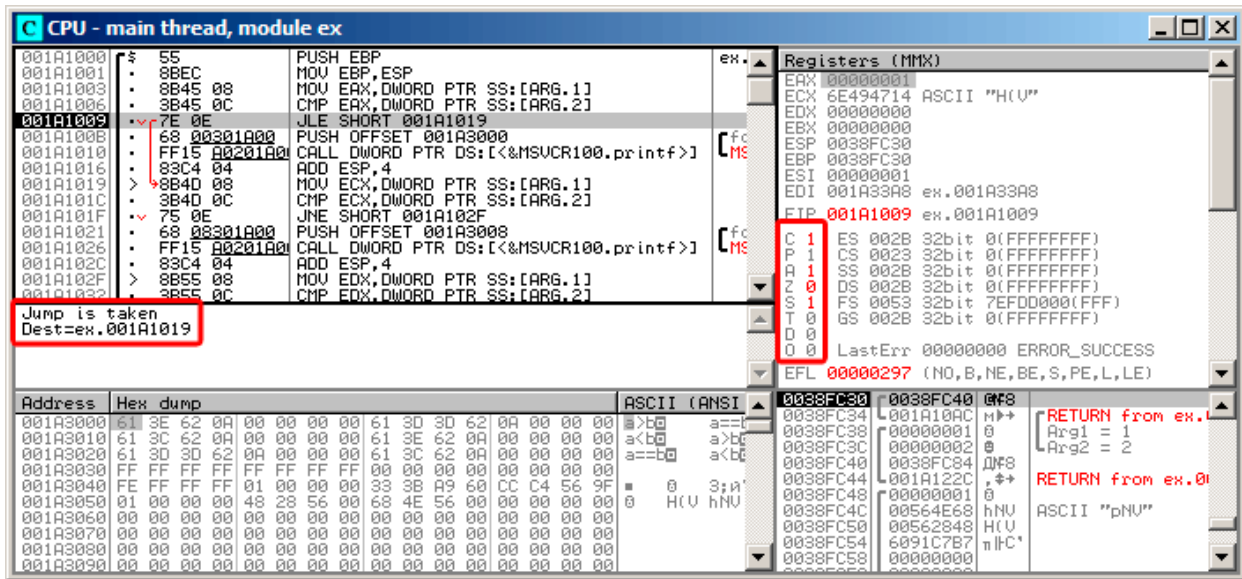 CPU - main thread, module ex
001A1000 $ 55 PUSH EBP
001A1001 . 8BEC MOV EBP,ESP
001A1003 . 8B45 08 MOV EAX,DWORD PTR SS:[ARG.1]
001A1006 . 3B45 0C CMP EAX,DWORD PTR SS:[ARG.2]
001A1009 . 7E 0E JLE SHORT 001A1019
001A100B . 68 00301A00 PUSH OFFSET 001A3000
001A1010 . FF15 A0201A0 CALL DWORD PTR DS:[<&MSVCR100.printf>]
001A1016 . 83C4 04 ADD ESP,4
001A1019 > 8B4D 08 MOV ECX,DWORD PTR SS:[ARG.1]
001A101C . 3B4D 0C CMP ECX,DWORD PTR SS:[ARG.2]
001A101F . 75 0E JNE SHORT 001A102F
001A1021 . 68 08301A00 PUSH OFFSET 001A3008
001A1026 . FF15 A0201A0 CALL DWORD PTR DS:[<&MSVCR100.printf>]
001A102C . 83C4 04 ADD ESP,4
001A102F > 8B55 08 MOV EDX,DWORD PTR SS:[ARG.1]
001A1032 . 3B55 0C CMP EDX,DWORD PTR SS:[ARG.2]
Jump is taken
Dest=ex.001A1019
Registers (MMX)
EAX 00000001
ECX 6E494714 ASCII "H(V"
EDX 00000000
EBX 00000000
ESP 0038FC30
EBP 0038FC30
ESI 00000001
EDI 001A33A8 ex.001A33A8
EIP 001A1009 ex.001A1009
C 1 ES 002B 32bit 0(FFFFFFFF)
P 1 CS 0023 32bit 0(FFFFFFFF)
A 1 SS 002B 32bit 0(FFFFFFFF)
Z 0 DS 002B 32bit 0(FFFFFFFF)
S 1 FS 0053 32bit 7EFDD000(FFF)
T 0 GS 002B 32bit 0(FFFFFFFF)
D 0
O 0 LastErr 00000000 ERROR_SUCCESS
EFL 00000297 (NO,B,NE,BE,S,PE,L,LE)
Address Hex dump ASCII (ANSI
001A3000 61 3E 62 0A 00 00 00 00 61 3D 3D 62 0A 00 00 00 a>b a==
001A3010 61 3C 62 0A 00 00 00 00 61 3E 62 0A 00 00 00 00 a<b a>b
001A3020 61 3D 3D 62 0A 00 00 00 61 3C 62 0A 00 00 00 00 a==b a<b
001A3030 FF FF FF FF FF FF FF FF 00 00 00 00 00 00 00 00
001A3040 FE FF FF FF 01 00 00 00 33 3B A9 60 CC C4 56 9F 3;
001A3050 01 00 00 00 48 28 56 00 68 4E 56 00 00 00 00 00 H(V hNV
001A3060 00 00 00 00 00 00 00 00 00 00 00 00 00 00 00 00
001A3070 00 00 00 00 00 00 00 00 00 00 00 00 00 00 00 00
001A3080 00 00 00 00 00 00 00 00 00 00 00 00 00 00 00 00
001A3090 00 00 00 00 00 00 00 00 00 00 00 00 00 00 00 00
0038FC30 0038FC40
0038FC34 001A10AC RETURN from ex.
0038FC38 00000001 Arg1 = 1
0038FC3C 00000002 Arg2 = 2
0038FC40 0038FC84
0038FC44 001A122C RETURN from ex.0
0038FC48 00000001
0038FC4C 00564E68 hNV ASCII "pNV"
0038FC50 00562848 H(V
0038FC54 6091C7B7
0038FC58 00000000